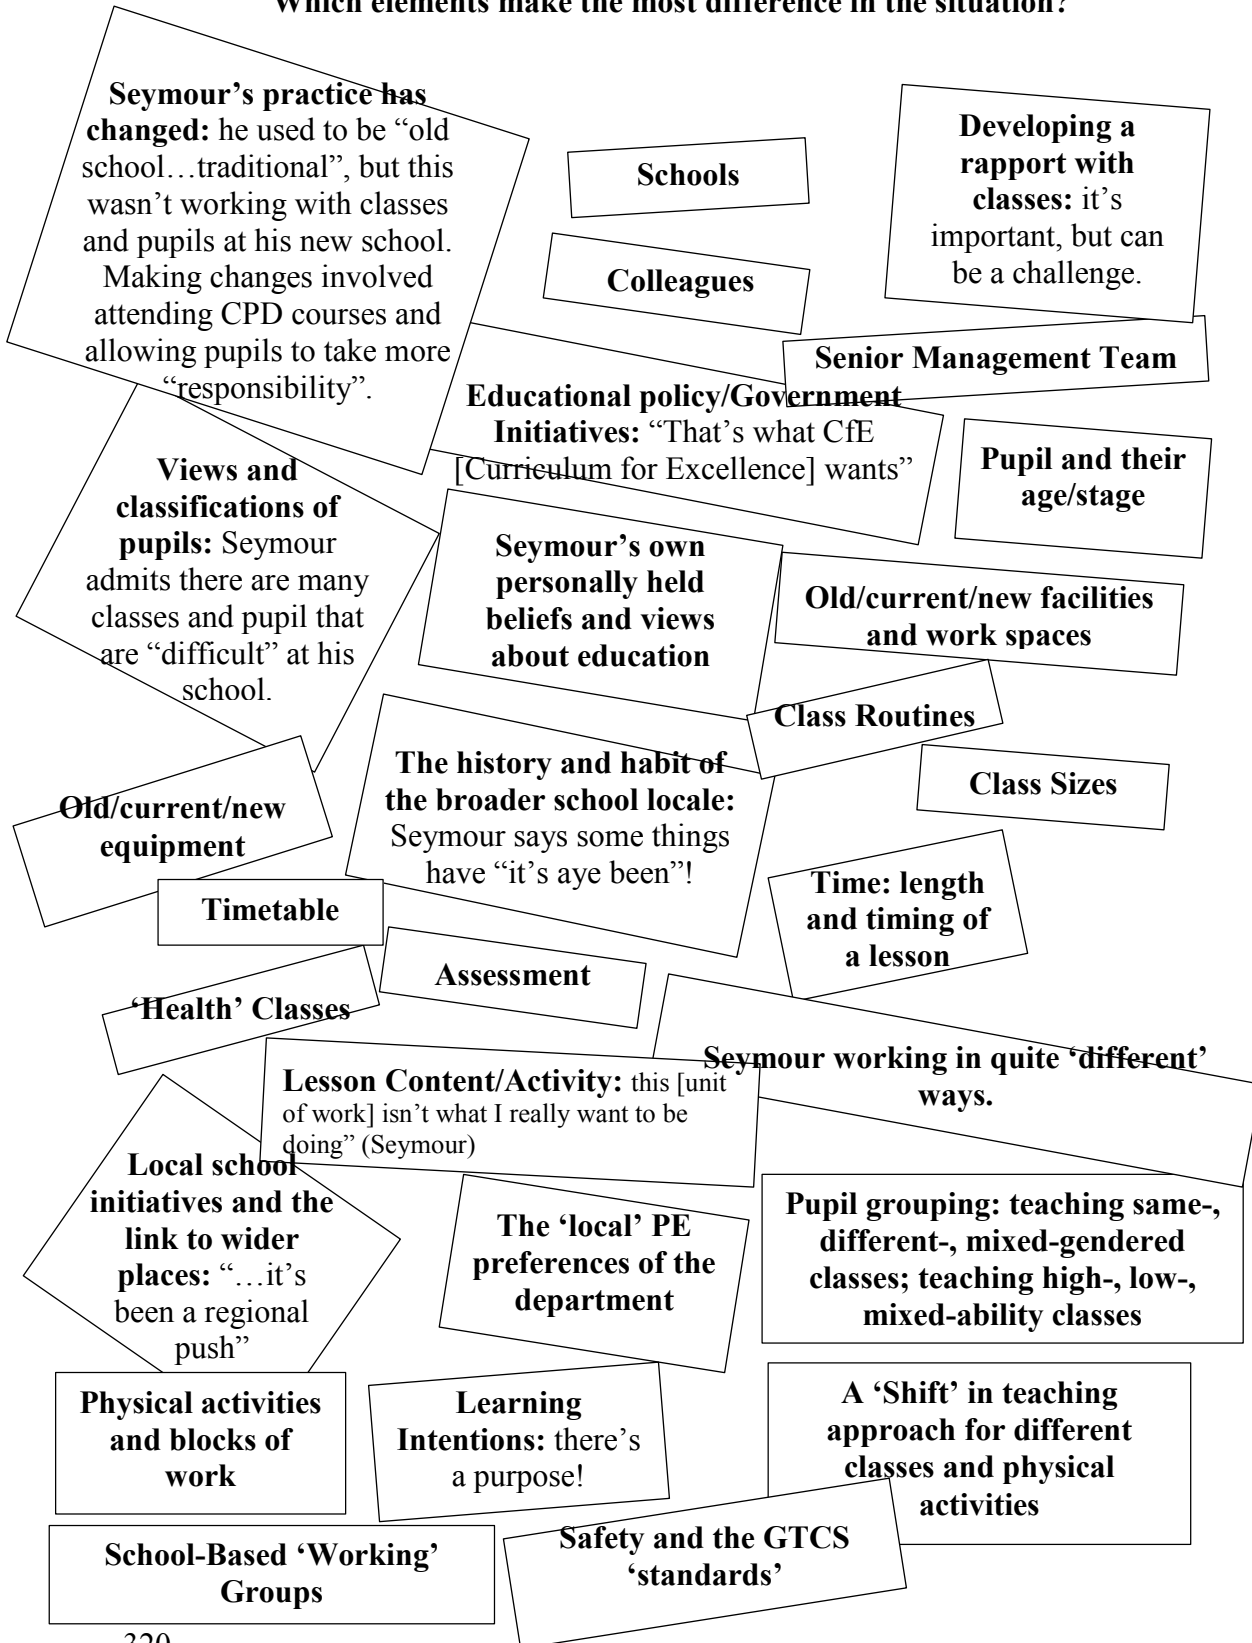 Which elements make the most difference in the situation?
Seymour’s practice has
changed: he used to be “old
school…traditional”, but this
wasn’t working with classes
and pupils at his new school.
Making changes involved
attending CPD courses and
allowing pupils to take more
“responsibility”.
Schools
Developing a
rapport with
classes: it’s
important, but can
be a challenge.
Colleagues
Senior Management Team
Educational policy/Government
Initiatives: “That’s what CfE
[Curriculum for Excellence] wants”
Pupil and their
age/stage
Views and
classifications of
pupils: Seymour
admits there are many
classes and pupil that
are “difficult” at his
school.
Seymour’s own
personally held
beliefs and views
about education
Old/current/new facilities
and work spaces
Class Routines
The history and habit of
the broader school locale:
Seymour says some things
have “it’s aye been”!
Class Sizes
Old/current/new
equipment
Time: length
and timing of
a lesson
Timetable
Assessment
‘Health’ Classes
Seymour working in quite ‘different’
ways.
Lesson Content/Activity: this [unit
of work] isn’t what I really want to be
doing” (Seymour)
Local school
initiatives and the
link to wider
places: “…it’s
been a regional
push”
The ‘local’ PE
preferences of the
department
Pupil grouping: teaching same-,
different-, mixed-gendered
classes; teaching high-, low-,
mixed-ability classes
Physical activities
and blocks of
work
Learning
Intentions: there’s
a purpose!
A ‘Shift’ in teaching
approach for different
classes and physical
activities
School-Based ‘Working’
Groups
Safety and the GTCS
‘standards’
320